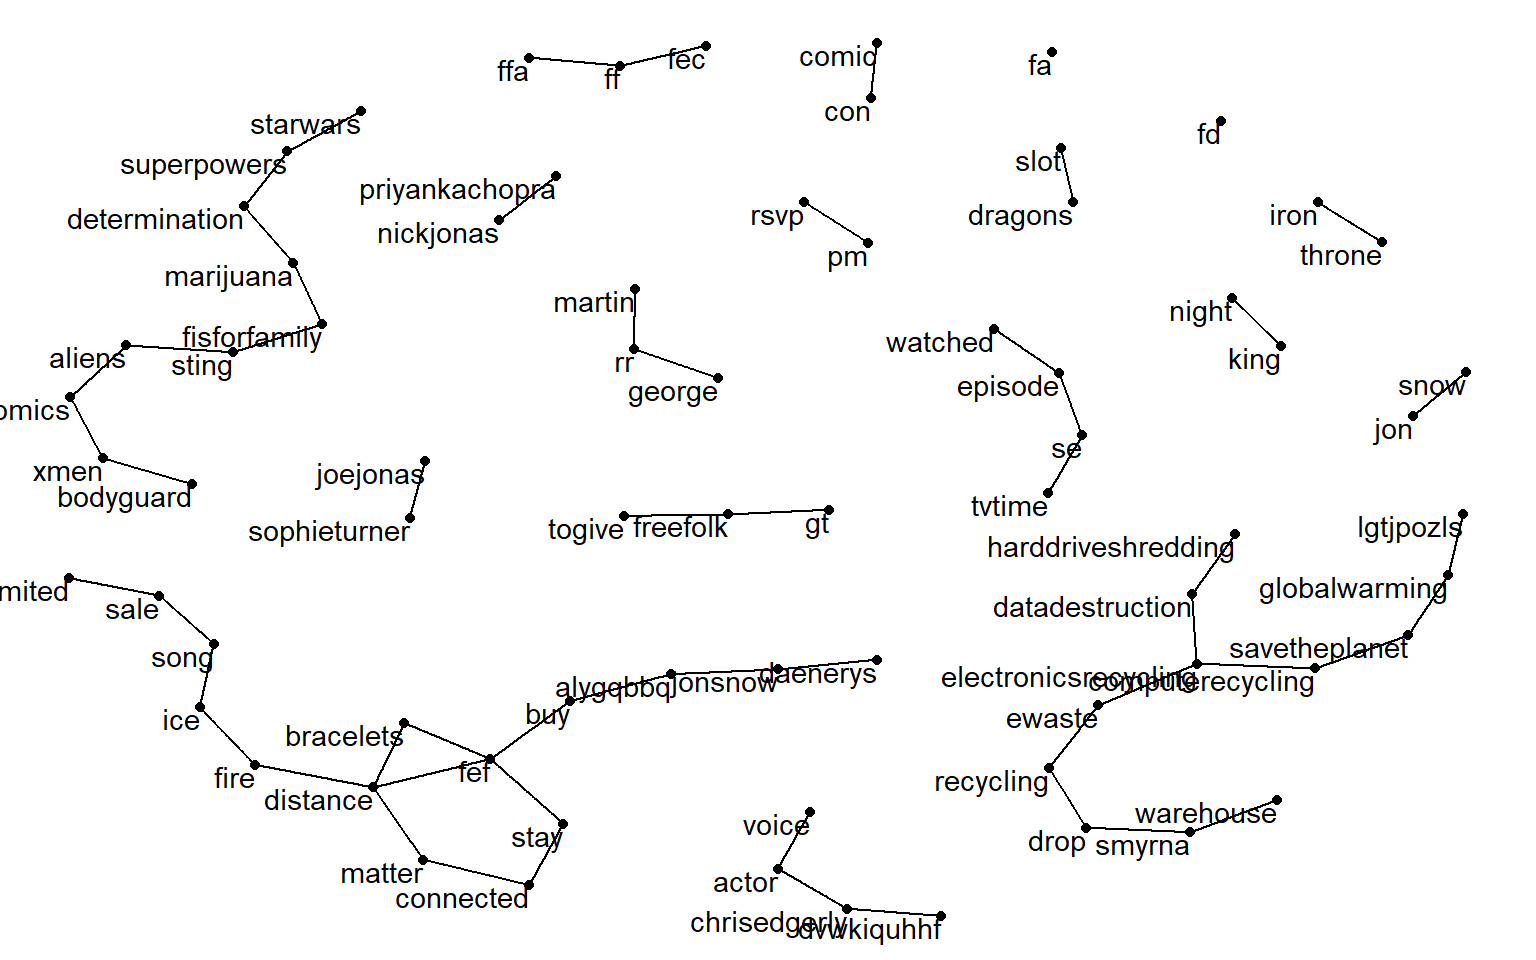 ffa
ff
fec
comic
con
fa
fd
starwars
superpowers
determination
marijuana
fisforfamily
sting
aliens
omics
xmen
bodyguard
priyankachopra
nickjonas
rsvp
pm
slot
dragons
iron
throne
martin
rr
george
night
king
watched
episode
se
tvtime
snow
jon
joejonas
sophieturner
togive
freefolk
gt
harddriveshredding
datadestruction
lgtjpozls
globalwarming
savetheplanet
electronicsrecycling
computerecycling
ewaste
recycling
drop
smyrna
warehouse
mited
sale
song
ice
fire
distance
bracelets
fef
buy
alygqbbq
jonsnow
daenerys
stay
matter
connected
voice
actor
chrisedgerly
dvwkiquhhf